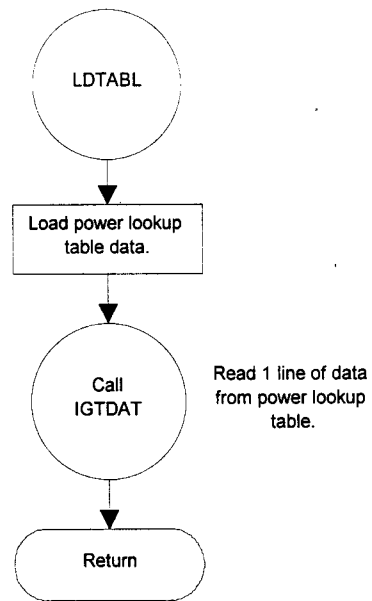 LDTABL
Load power lookup
table data.
Call
IGTDAT
Read 1 line of data
from power lookup
table.
Return